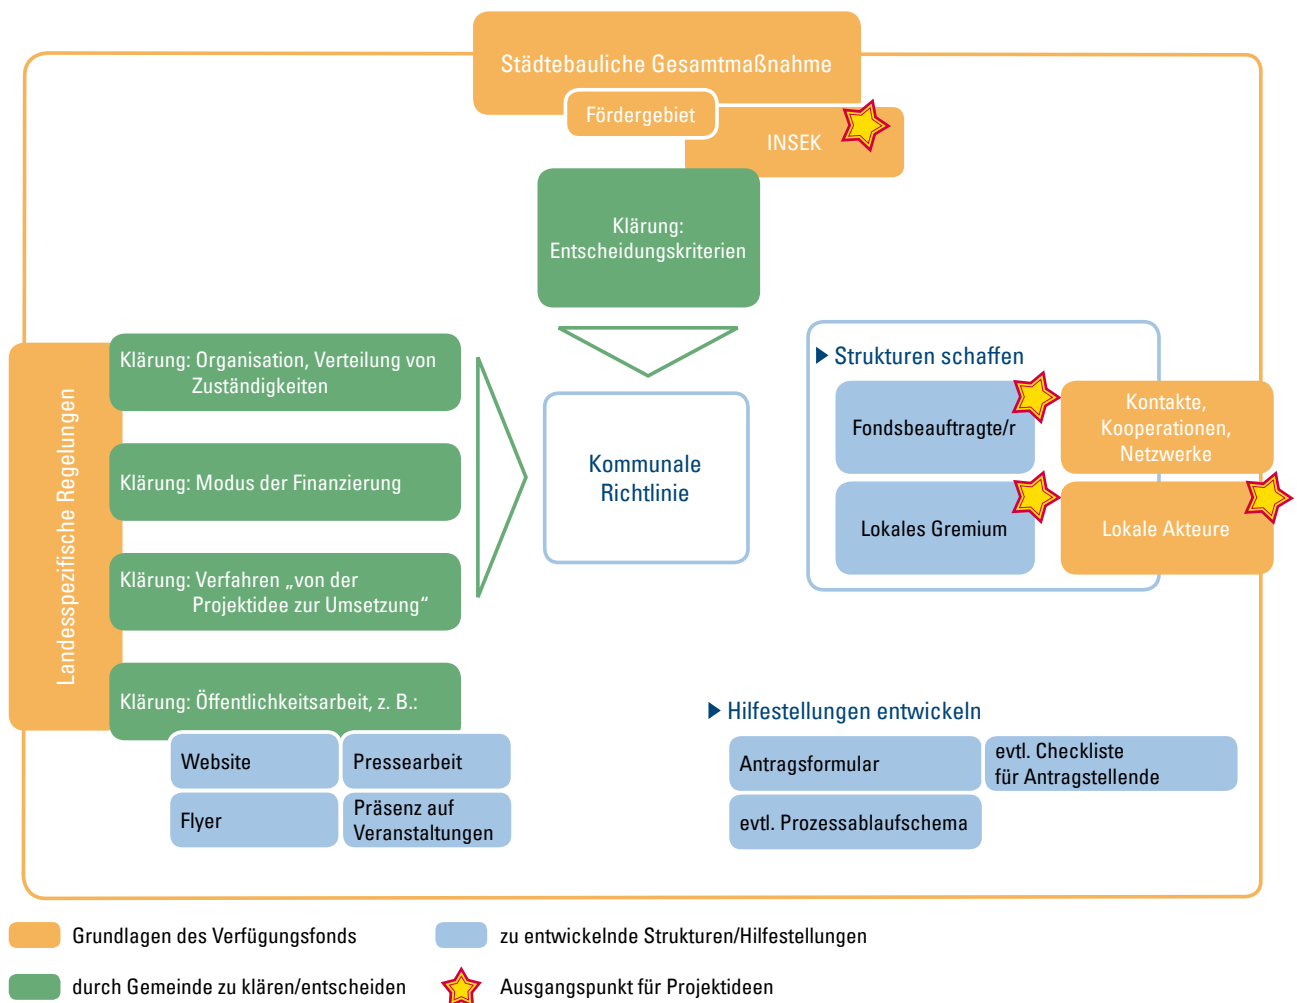 Städtebauliche Gesamtmaßnahme
Fördergebiet
INSEK
Klärung:
Entscheidungskriterien
Landesspezifische Regelungen
Klärung: Organisation, Verteilung von
Zuständigkeiten
Klärung: Modus der Finanzierung
Klärung: Verfahren „von der
Projektidee zur Umsetzung“
Klärung: Öffentlichkeitsarbeit, z. B.:
Website
Pressearbeit
Flyer
Präsenz auf
Veranstaltungen
Kommunale
Richtlinie
Strukturen schaffen
Fondsbeauftragte/r
Kontakte,
Kooperationen,
Netzwerke
Lokales Gremium
Lokale Akteure
Hilfestellungen entwickeln
Antragsformular
evtl. Checkliste
für Antragstellende
evtl. Prozessablaufschema
Grundlagen des Verfügungsfonds
zu entwickelnde Strukturen/Hilfestellungen
durch Gemeinde zu klären/entscheiden
Ausgangspunkt für Projektideen